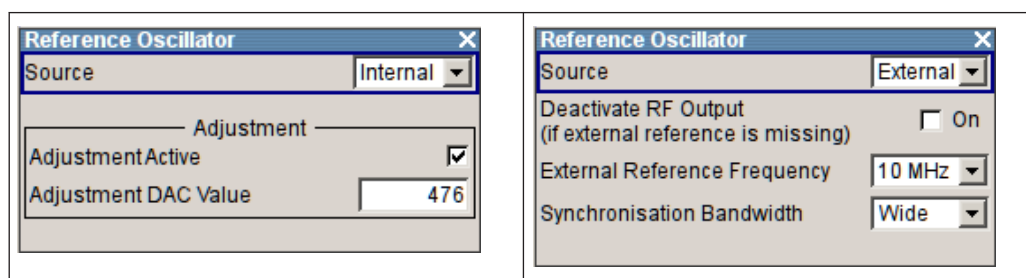 Reference Oscillator
Source Internal
Adjustment
Adjustment Active
Adjustment DAC Value 476
Reference Oscillator
Source External
Deactivate RF Output
(if external reference is missing) On
External Reference Frequency 10 MHz
Synchronisation Bandwidth Wide